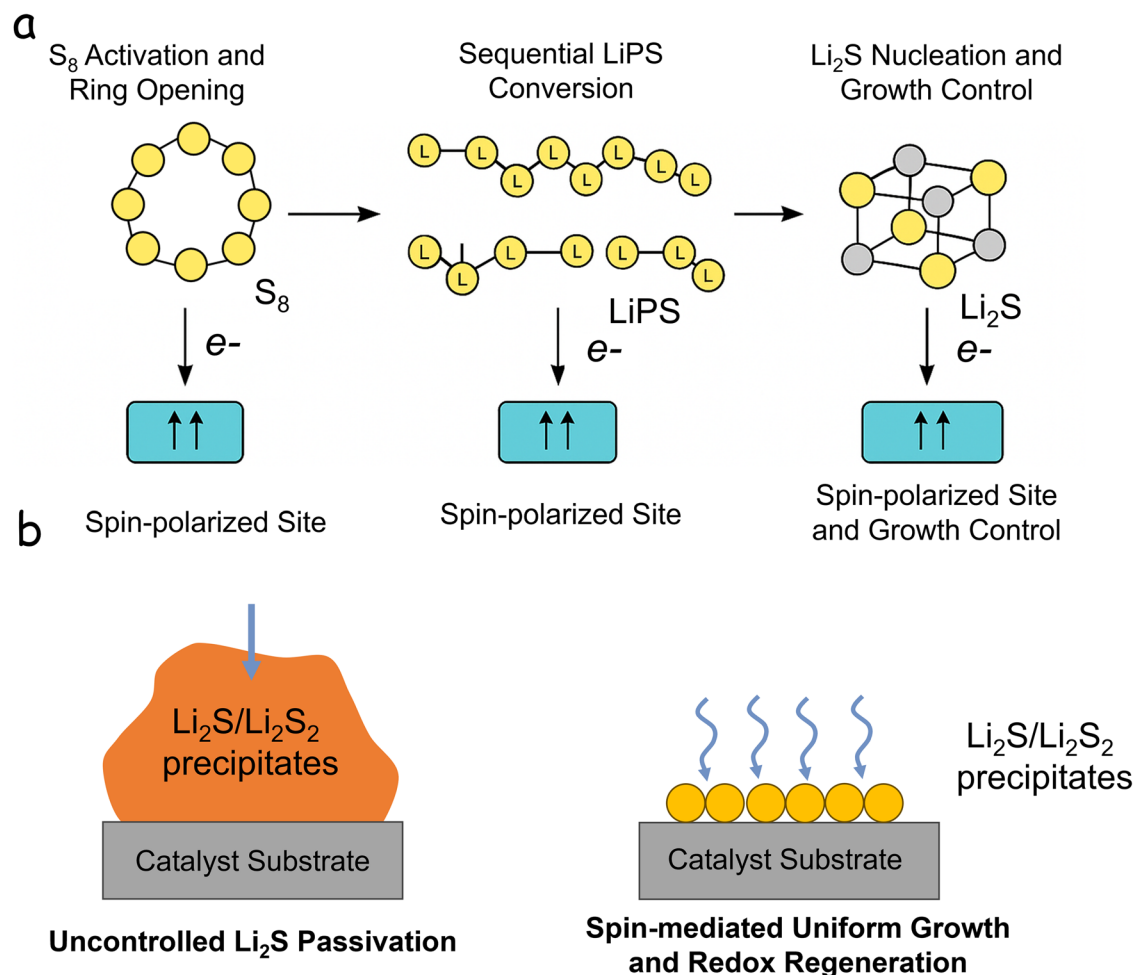 a
S₈ Activation and
Ring Opening
Sequential LiPS
Conversion
Li₂S Nucleation and
Growth Control
L L L L L L L L
L L L L L L L
S₈
LiPS
Li₂S
e-
e-
e-
Spin-polarized Site
Spin-polarized Site
Spin-polarized Site
and Growth Control
b
Li₂S/Li₂S₂
precipitates
Catalyst Substrate
Uncontrolled Li₂S Passivation
Li₂S/Li₂S₂
precipitates
Catalyst Substrate
Spin-mediated Uniform Growth
and Redox Regeneration